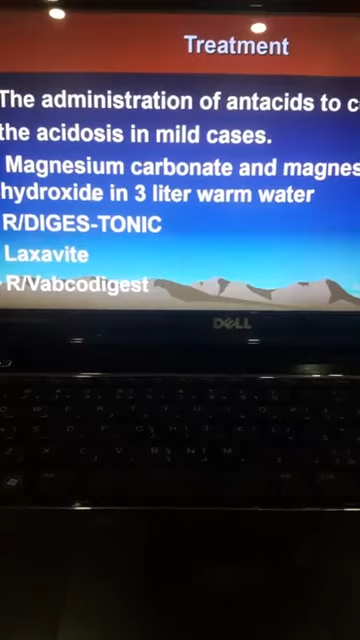 Treatment
The administration of antacids to
the acidosis in mild cases.
Magnesium carbonate and
hydroxide in 3 liter warm water
R/DIGES-TONIC
Laxavite
R/Vabcodigest
DELL